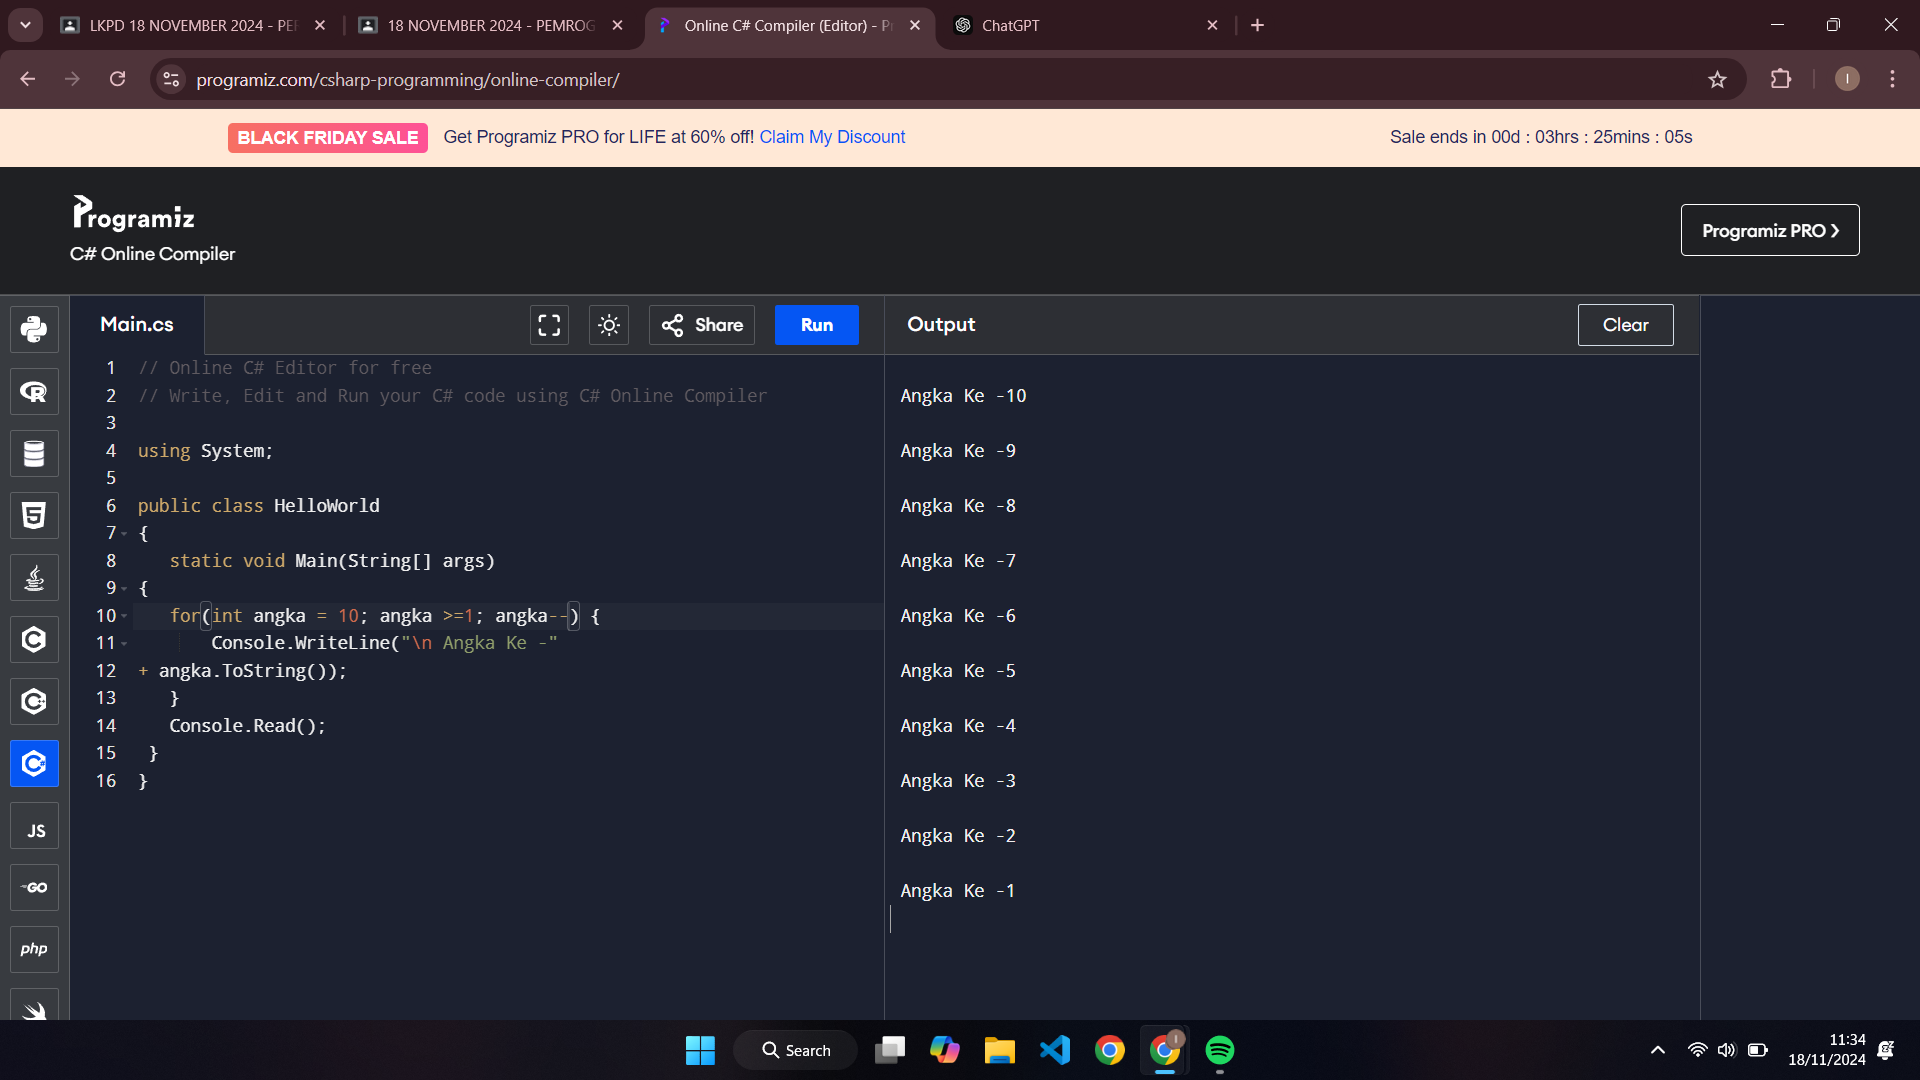 LKPD 18 NOVEMBER 2024 - PE
18 NOVEMBER 2024 - PEMROG
Online C# Compiler (Editor) - P
ChatGPT
programiz.com/csharp-programming/online-compiler/
I
BLACK FRIDAY SALE Get Programiz PRO for LIFE at 60% off! Claim My Discount
Sale ends in 00d : 03hrs : 25mins : 05s
Programiz
C# Online Compiler
Programiz PRO ❯
Main.cs
Share
Run
Output
Clear
1 // Online C# Editor for free
2 // Write, Edit and Run your C# code using C# Online Compiler
3
4 using System;
5
6 public class HelloWorld
7 {
8 static void Main(String[] args)
9 {
10 for(int angka = 10; angka >=1; angka--) {
11 Console.WriteLine("\n Angka Ke -"
12 + angka.ToString());
13 }
14 Console.Read();
15 }
16 }
Angka Ke -10
Angka Ke -9
Angka Ke -8
Angka Ke -7
Angka Ke -6
Angka Ke -5
Angka Ke -4
Angka Ke -3
Angka Ke -2
Angka Ke -1
R
5
C
C
C#
JS
GO
php
Search
I
11:34
18/11/2024